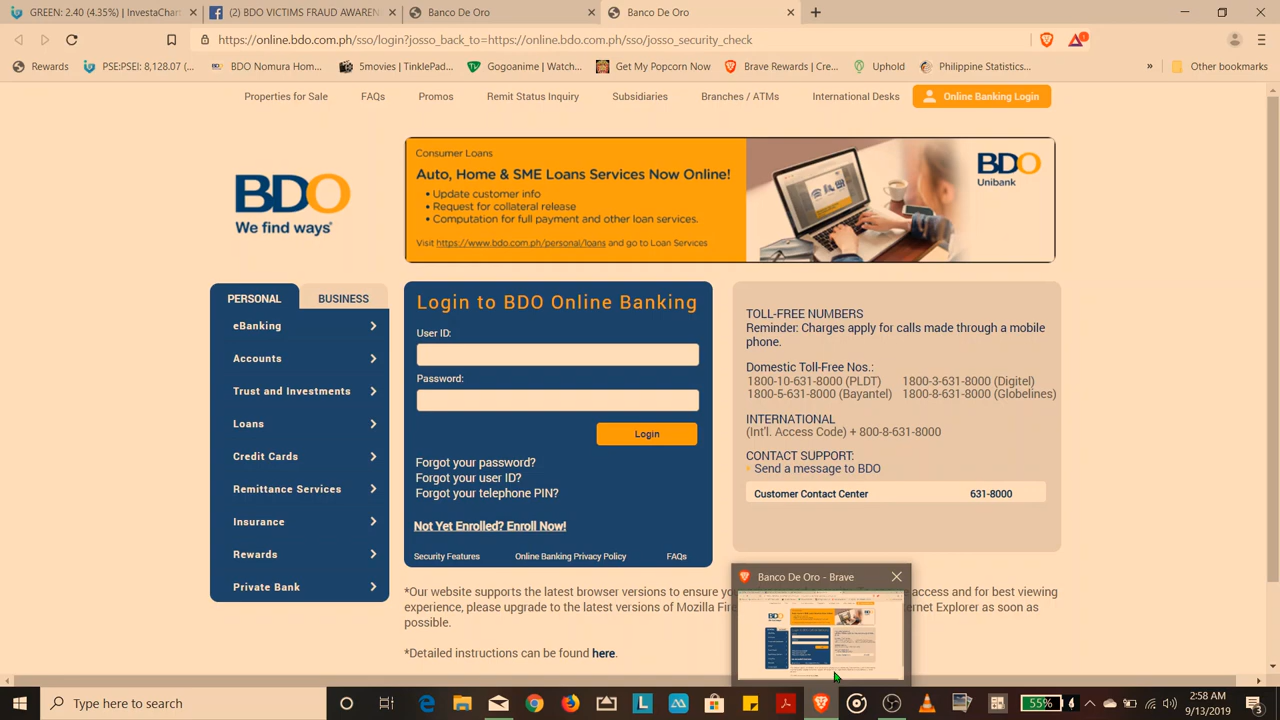 GREEN: 2.40 (4.35%) | InvestaChart
(2) BDO VICTIMS FRAUD AWAREN
Banco De Oro
Banco De Oro
https://online.bdo.com.ph/sso/login?josso_back_to=https://online.bdo.com.ph/sso/josso_security_check
1
Rewards
PSE:PSEI: 8,128.07 (...
BDO Nomura Hom...
5movies | TinklePad...
Gogoanime | Watch...
Get My Popcorn Now
Brave Rewards | Cre...
Uphold
Philippine Statistics...
»
Other bookmarks
Properties for Sale
FAQs
Promos
Remit Status Inquiry
Subsidiaries
Branches / ATMs
International Desks
Online Banking Login
BDO
We find ways®
Consumer Loans
Auto, Home & SME Loans Services Now Online!
• Update customer info
• Request for collateral release
• Computation for full payment and other loan services.
Visit https://www.bdo.com.ph/personal/loans and go to Loan Services
BDO
Unibank
PERSONAL
BUSINESS
eBanking
Accounts
Trust and Investments
Loans
Credit Cards
Remittance Services
Insurance
Rewards
Private Bank
Login to BDO Online Banking
User ID:
Password:
Login
Forgot your password?
Forgot your user ID?
Forgot your telephone PIN?
Not Yet Enrolled? Enroll Now!
Security Features
Online Banking Privacy Policy
FAQs
TOLL-FREE NUMBERS
Reminder: Charges apply for calls made through a mobile
phone.
Domestic Toll-Free Nos.:
1800-10-631-8000 (PLDT) 1800-3-631-8000 (Digitel)
1800-5-631-8000 (Bayantel) 1800-8-631-8000 (Globelines)
INTERNATIONAL
(Int'l. Access Code) + 800-8-631-8000
CONTACT SUPPORT:
• Send a message to BDO
Customer Contact Center 631-8000
*Our website supports the latest browser versions to ensure you access and for best viewing
experience, please upgrade to the latest versions of Mozilla Fire ternet Explorer as soon as
possible.
*Detailed instructions can be found here.
Banco De Oro - Brave
Type here to search
55%
2:58 AM
9/13/2019
3